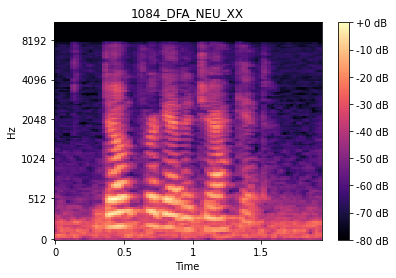 1084_DFA_NEU_XX
+0 dB
8192
-10 dB
4096
-20 dB
-30 dB
2048
Hz
-40 dB
1024
-50 dB
512
-60 dB
-70 dB
0
-80 dB
0
0.5
1
1.5
Time